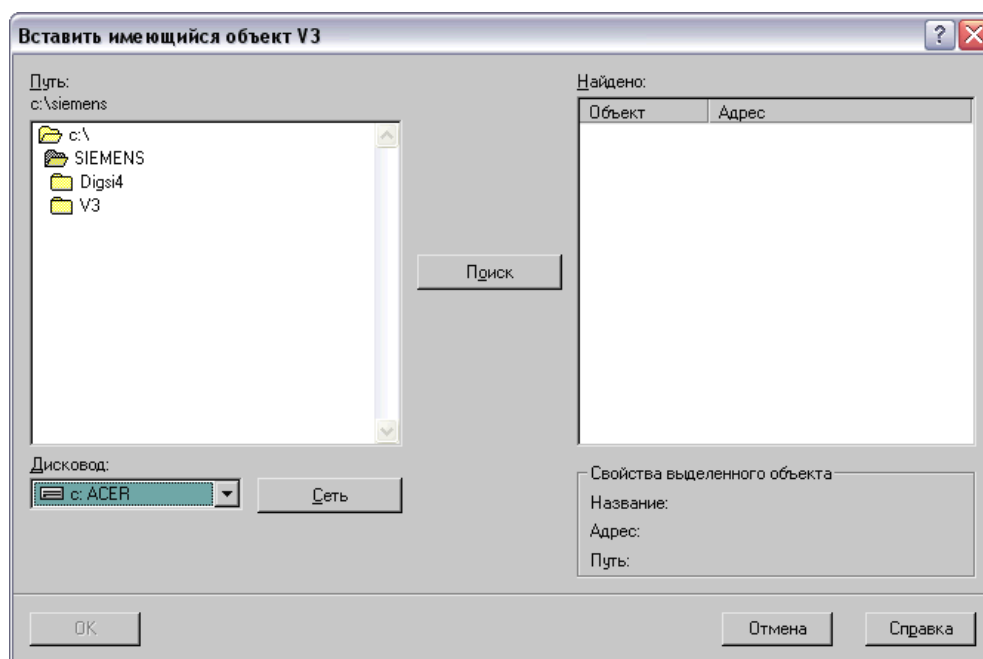 Вставить имеющийся объект V3
Путь:
c:\siemens
c:\
SIEMENS
Digsi4
V3
Поиск
Найдено:
Объект Адрес
Дисковод:
c: ACER
Сеть
Свойства выделенного объекта
Название:
Адрес:
Путь:
OK
Отмена
Справка